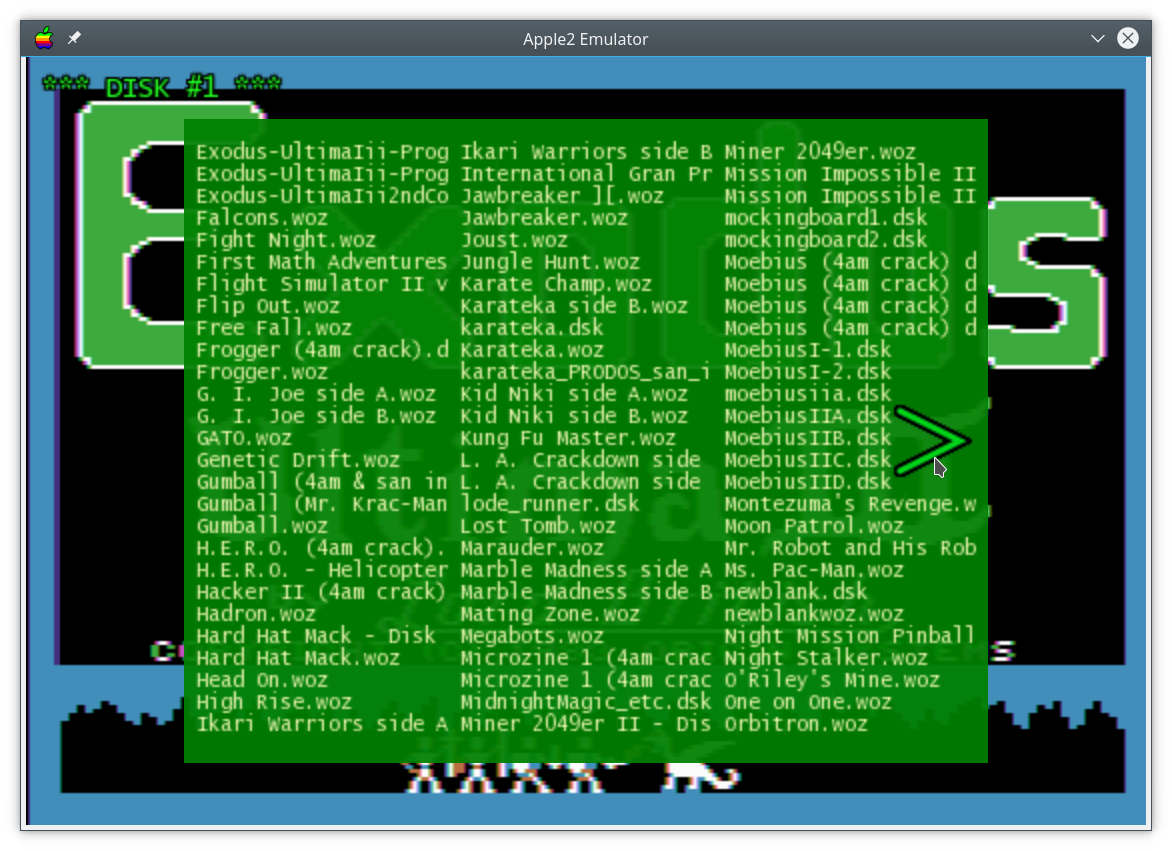 Apple2 Emulator
*** DISK #1 ***
Exodus-UltimaIii-Prog Ikari Warriors side B Miner 2049er.woz
Exodus-UltimaIii-Prog International Gran Pr Mission Impossible II
Exodus-UltimaIii2ndCo Jawbreaker ][.woz Mission Impossible II
Falcons.woz Jawbreaker.woz mockingboard1.dsk
Fight Night.woz Joust.woz mockingboard2.dsk
First Math Adventures Jungle Hunt.woz Moebius (4am crack) d
Flight Simulator II v Karate Champ.woz Moebius (4am crack) d
Flip Out.woz Karateka side B.woz Moebius (4am crack) d
Free Fall.woz karateka.dsk Moebius (4am crack) d
Frogger (4am crack).d Karateka.woz MoebiusI-1.dsk
Frogger.woz karateka_PRODOS_san_i MoebiusI-2.dsk
G. I. Joe side A.woz Kid Niki side A.woz moebiusiia.dsk
G. I. Joe side B.woz Kid Niki side B.woz MoebiusIIA.dsk
GATO.woz Kung Fu Master.woz MoebiusIIB.dsk
Genetic Drift.woz L. A. Crackdown side MoebiusIIC.dsk
Gumball (4am & san in L. A. Crackdown side MoebiusIID.dsk
Gumball (Mr. Krac-Man lode_runner.dsk Montezuma's Revenge.w
Gumball.woz Lost Tomb.woz Moon Patrol.woz
H.E.R.O. (4am crack). Marauder.woz Mr. Robot and His Rob
H.E.R.O. - Helicopter Marble Madness side A Ms. Pac-Man.woz
Hacker II (4am crack) Marble Madness side B newblank.dsk
Hadron.woz Mating Zone.woz newblankwoz.woz
Hard Hat Mack - Disk Megabots.woz Night Mission Pinball
Hard Hat Mack.woz Microzine 1 (4am crac Night Stalker.woz
Head On.woz Microzine 1 (4am crac O'Riley's Mine.woz
High Rise.woz MidnightMagic_etc.dsk One on One.woz
Ikari Warriors side A Miner 2049er II - Dis Orbitron.woz